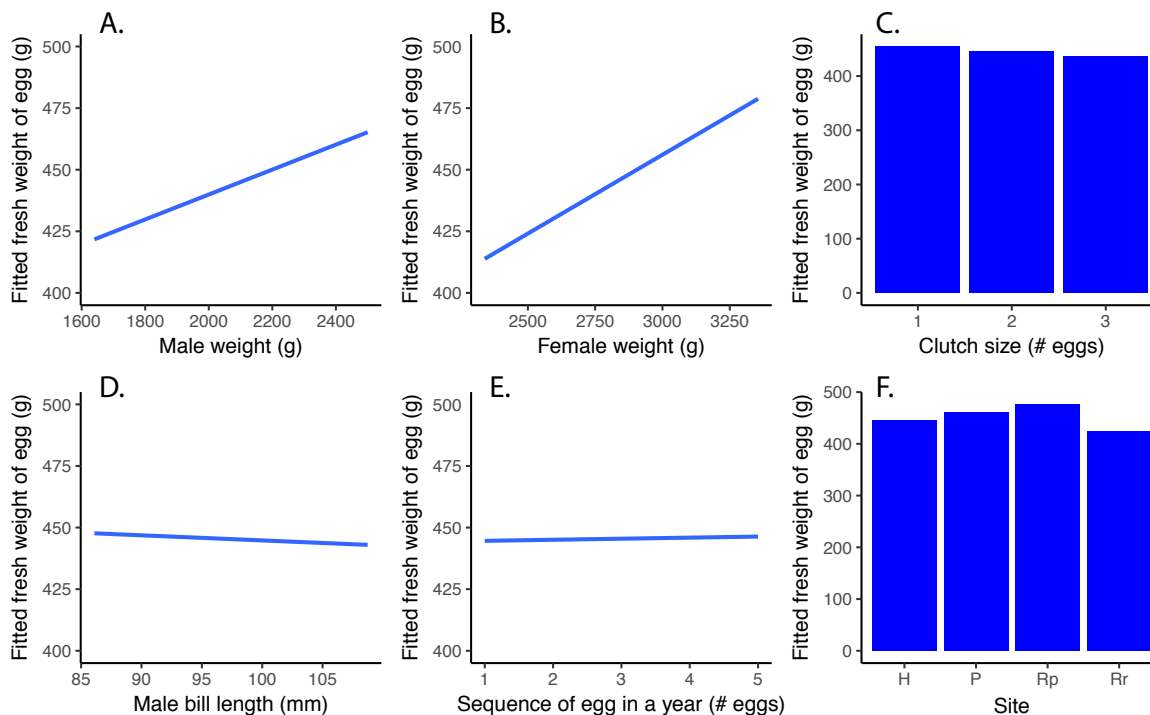 A.
Fitted fresh weight of egg (g)
500
475
450
425
400
1600 1800 2000 2200 2400
Male weight (g)
B.
Fitted fresh weight of egg (g)
500
475
450
425
400
2500 2750 3000 3250
Female weight (g)
C.
Fitted fresh weight of egg (g)
400
300
200
100
0
1 2 3
Clutch size (# eggs)
D.
Fitted fresh weight of egg (g)
500
475
450
425
400
85 90 95 100 105
Male bill length (mm)
E.
Fitted fresh weight of egg (g)
500
475
450
425
400
1 2 3 4 5
Sequence of egg in a year (# eggs)
F.
Fitted fresh weight of egg (g)
500
400
300
200
100
0
H P Rp Rr
Site